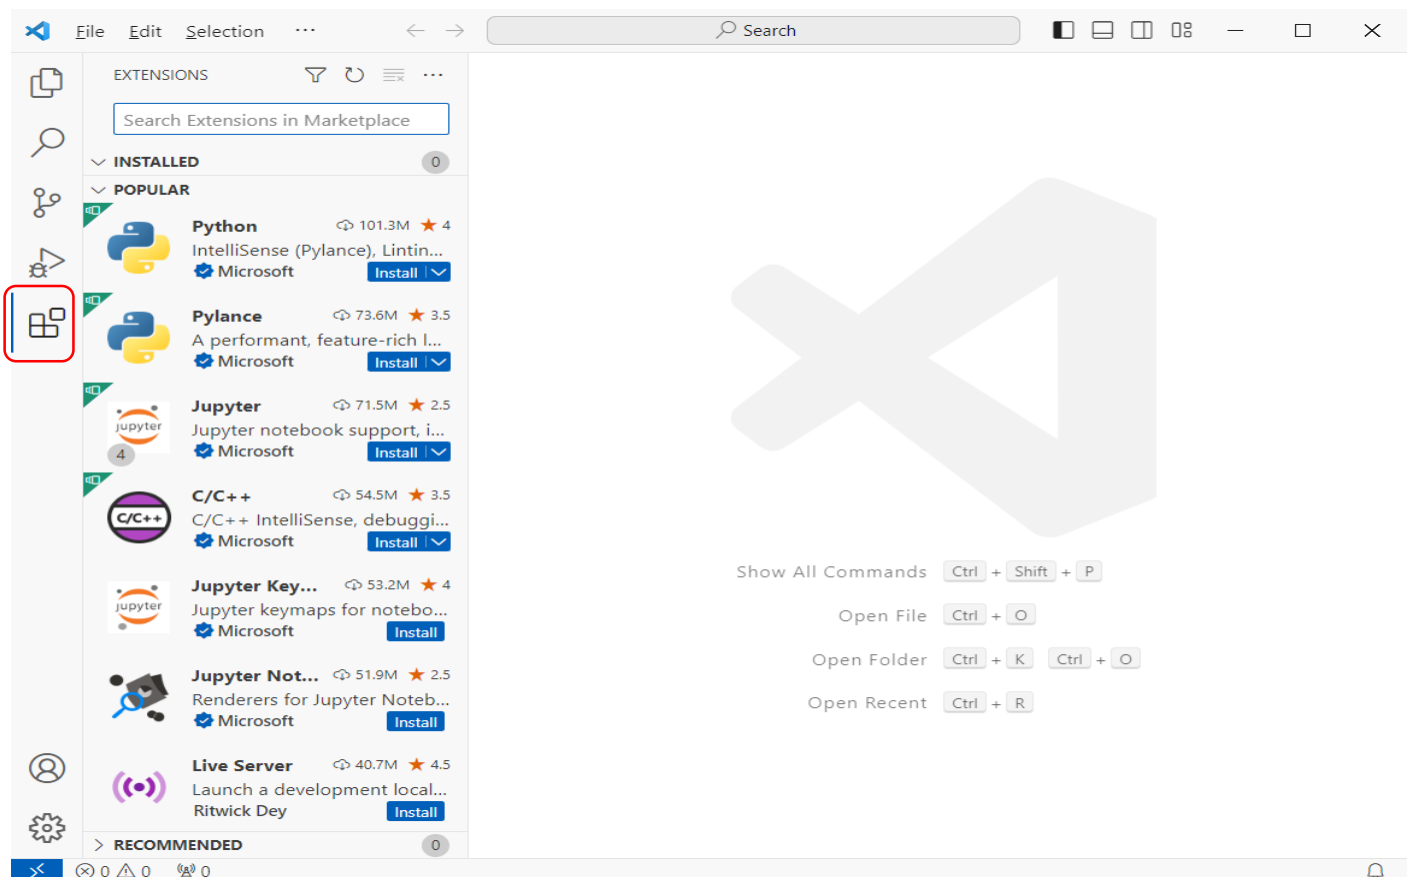 File Edit Selection ··· Search
EXTENSIONS
Search Extensions in Marketplace
INSTALLED 0
POPULAR
Python 101.3M 4
IntelliSense (Pylance), Lintin...
Microsoft Install
Pylance 73.6M 3.5
A performant, feature-rich l...
Microsoft Install
jupyter
4
Jupyter 71.5M 2.5
Jupyter notebook support, i...
Microsoft Install
C/C++
C/C++ 54.5M 3.5
C/C++ IntelliSense, debuggi...
Microsoft Install
jupyter
Jupyter Key... 53.2M 4
Jupyter keymaps for notebo...
Microsoft Install
Jupyter Not... 51.9M 2.5
Renderers for Jupyter Noteb...
Microsoft Install
Live Server 40.7M 4.5
Launch a development local...
Ritwick Dey Install
RECOMMENDED 0
Show All Commands Ctrl + Shift + P
Open File Ctrl + O
Open Folder Ctrl + K Ctrl + O
Open Recent Ctrl + R
0 0 0